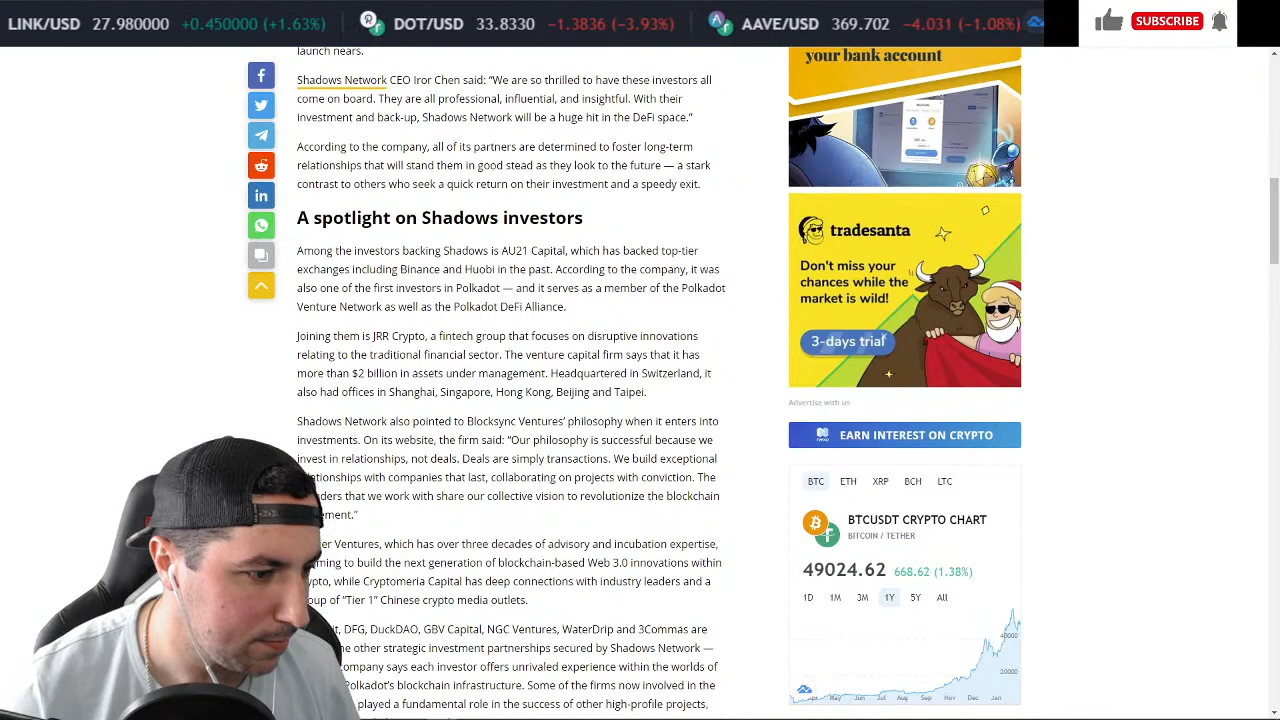 LINK/USD 27.980000 +0.450000 (+1.63%) DOT/USD 33.8330 −1.3836 (−3.93%) AAVE/USD 369.702 −4.031 (−1.08%)
SUBSCRIBE
launch nears.
Shadows Network CEO Iror Chen said: “We are so thrilled to have these investors all
come on board. They are all professional, influential, and insightful. With their
investment and back up, Shadows Network will be a huge hit in the DeFi space.”
According to the company, all of its backers are determined to foster long-term
relationships that will stand them in good stead as they look to the future — a stark
contrast to others who seek a quick return on their investment and a speedy exit.
A spotlight on Shadows investors
Among the investors backing Shadows is AU21 Capital, which has backed top-tier
exchanges including Binance and Huobi in the past. According to the company, it was
also one of the first investors in Polkadot — and it serves as a member of the Polkadot
Venture Network as well as the Polkadot DeFi Alliance.
Joining them is JRR Crypto, a fintech group that focuses on disruptive innovations
relating to the traditional financial sector. The venture capital firm says that it has
more than $2 billion in assets under management. Headquartered in Switzerland, it
also had offices in Shanghai, Singapore, Hong Kong, Beijing and Taipei.
Shadows Network also pointed to Blocksync Ventures’ philosophy when it enters into
investments. On its website, the firm said: “Our philosophy is successful because we
invest in relationships, not deals. Deals are simply transactions. We build exceptional
relationships with companies that last, collaborating on projects with conviction. The
that we work with share our collective vision to revolutionize the blockchain
Ventures, which has over three decades of advisory and incubation expertise,
to build the next generation of blockchain-based Web 3.0 innovations within
crypto, while Cryptomeria Capital has deep connections with industry leaders and a
group of “Tier 1” Chinese crypto media outlets.
DFG, DuckDAO, GBV Capital, NGC Ventures, WaterDrip and 3Commas are
the other strategic investors and partnerships secured by Shadows Network —
company says each investor offers unrivaled experience within the worlds of
Polkadot’s blockchain infrastructure. Some of the firms now involved in the
other high-profile projects,
your bank account
tradesanta
Don't miss your
chances while the
market is wild!
3-days trial
Advertise with us
EARN INTEREST ON CRYPTO
BTC ETH XRP BCH LTC
BTCUSDT CRYPTO CHART
BITCOIN / TETHER
49024.62 668.62 (1.38%)
1D 1M 3M 1Y 5Y All
40000
20000
May Jun Jul Aug Sep Nov Dec Jan